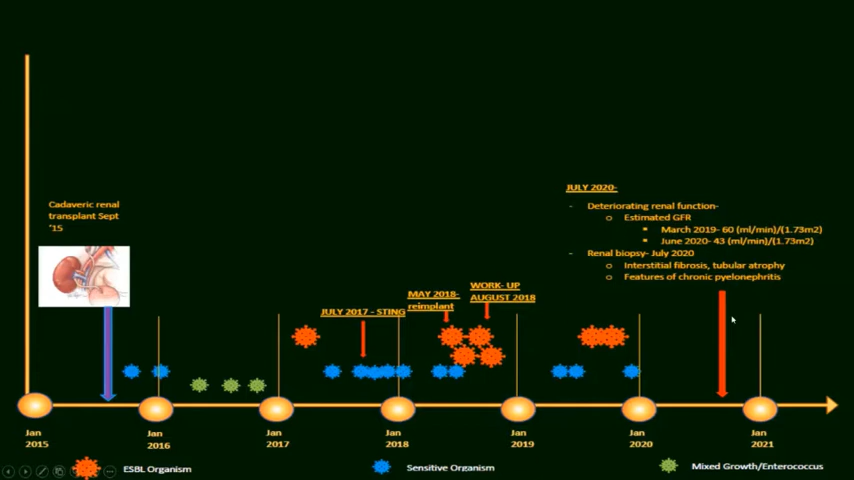 JULY 2020-
- Deteriorating renal function-
o Estimated GFR
▪ March 2019- 60 (ml/min)/(1.73m2)
▪ June 2020- 43 (ml/min)/(1.73m2)
- Renal biopsy- July 2020
o Interstitial fibrosis, tubular atrophy
o Features of chronic pyelonephritis
Cadaveric renal
transplant Sept
'15
JULY 2017 - STING
MAY 2018-
reimplant
WORK- UP
AUGUST 2018
Jan
2015
Jan
2016
Jan
2017
Jan
2018
Jan
2019
Jan
2020
Jan
2021
ESBL Organism
Sensitive Organism
Mixed Growth/Enterococcus